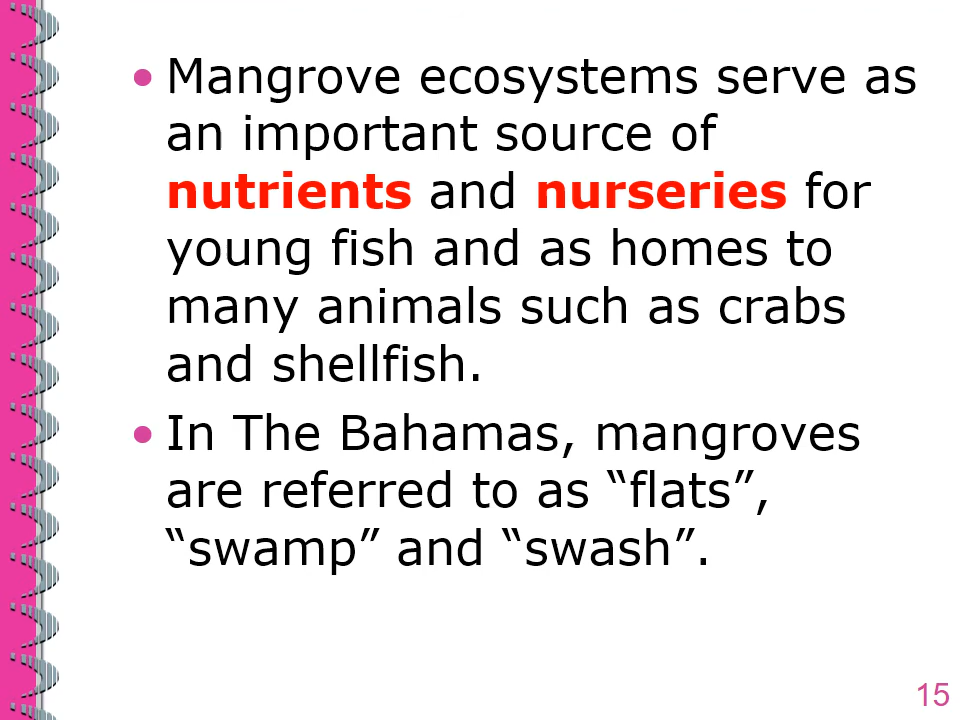 • Mangrove ecosystems serve as
an important source of
nutrients and nurseries for
young fish and as homes to
many animals such as crabs
and shellfish.
• In The Bahamas, mangroves
are referred to as “flats”,
“swamp” and “swash”.
15